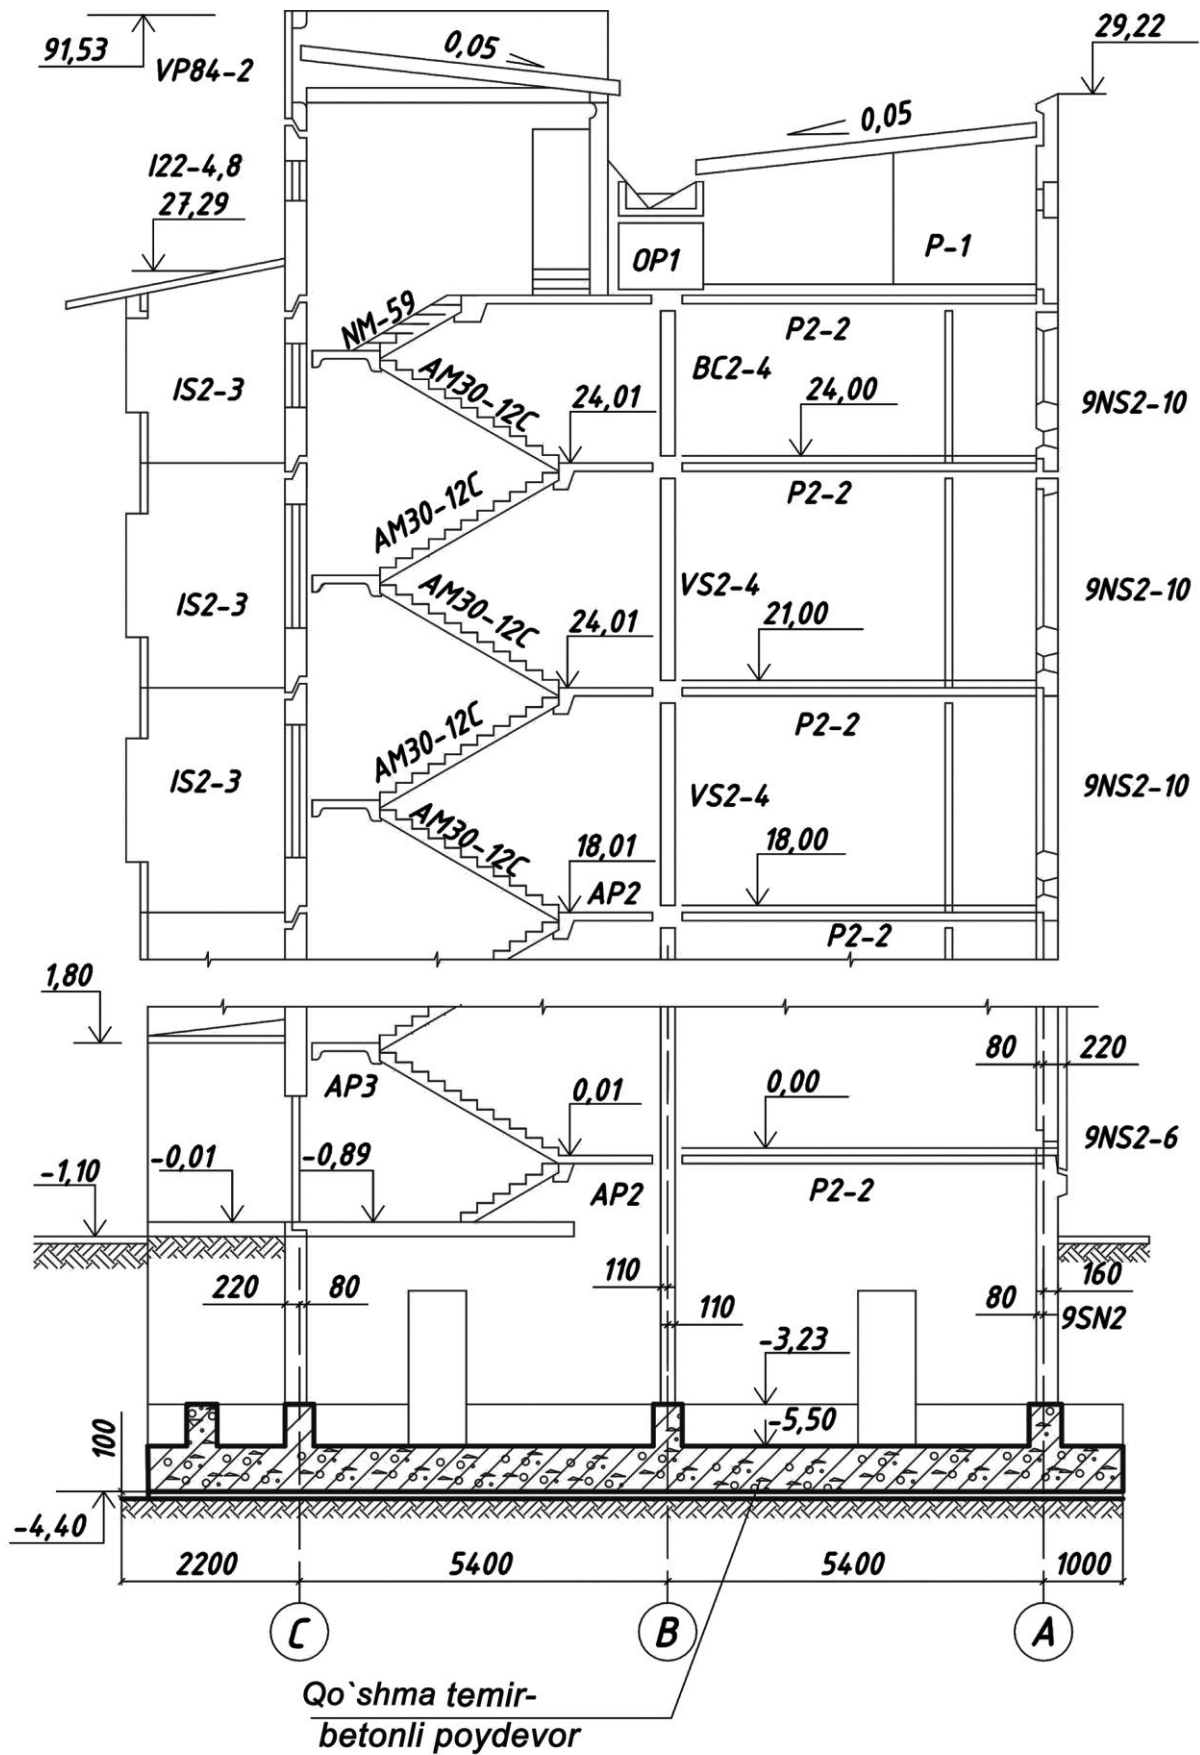 91,53
VP84-2
0,05
29,22
0,05
I22-4,8
27,29
OP1
P-1
NM-59
P2-2
IS2-3
AM30-12C
BC2-4
24,01
24,00
9NS2-10
P2-2
AM30-12C
IS2-3
AM30-12C
VS2-4
9NS2-10
24,01
21,00
AM30-12C
P2-2
IS2-3
VS2-4
9NS2-10
AM30-12C
18,01
18,00
AP2
P2-2
1,80
80
220
AP3
0,01
0,00
9NS2-6
-1,10
-0,01
-0,89
AP2
P2-2
220
80
110
160
110
80
9SN2
-3,23
100
-5,50
-4,40
2200
5400
5400
1000
C
B
A
Qo`shma temir-
betonli poydevor